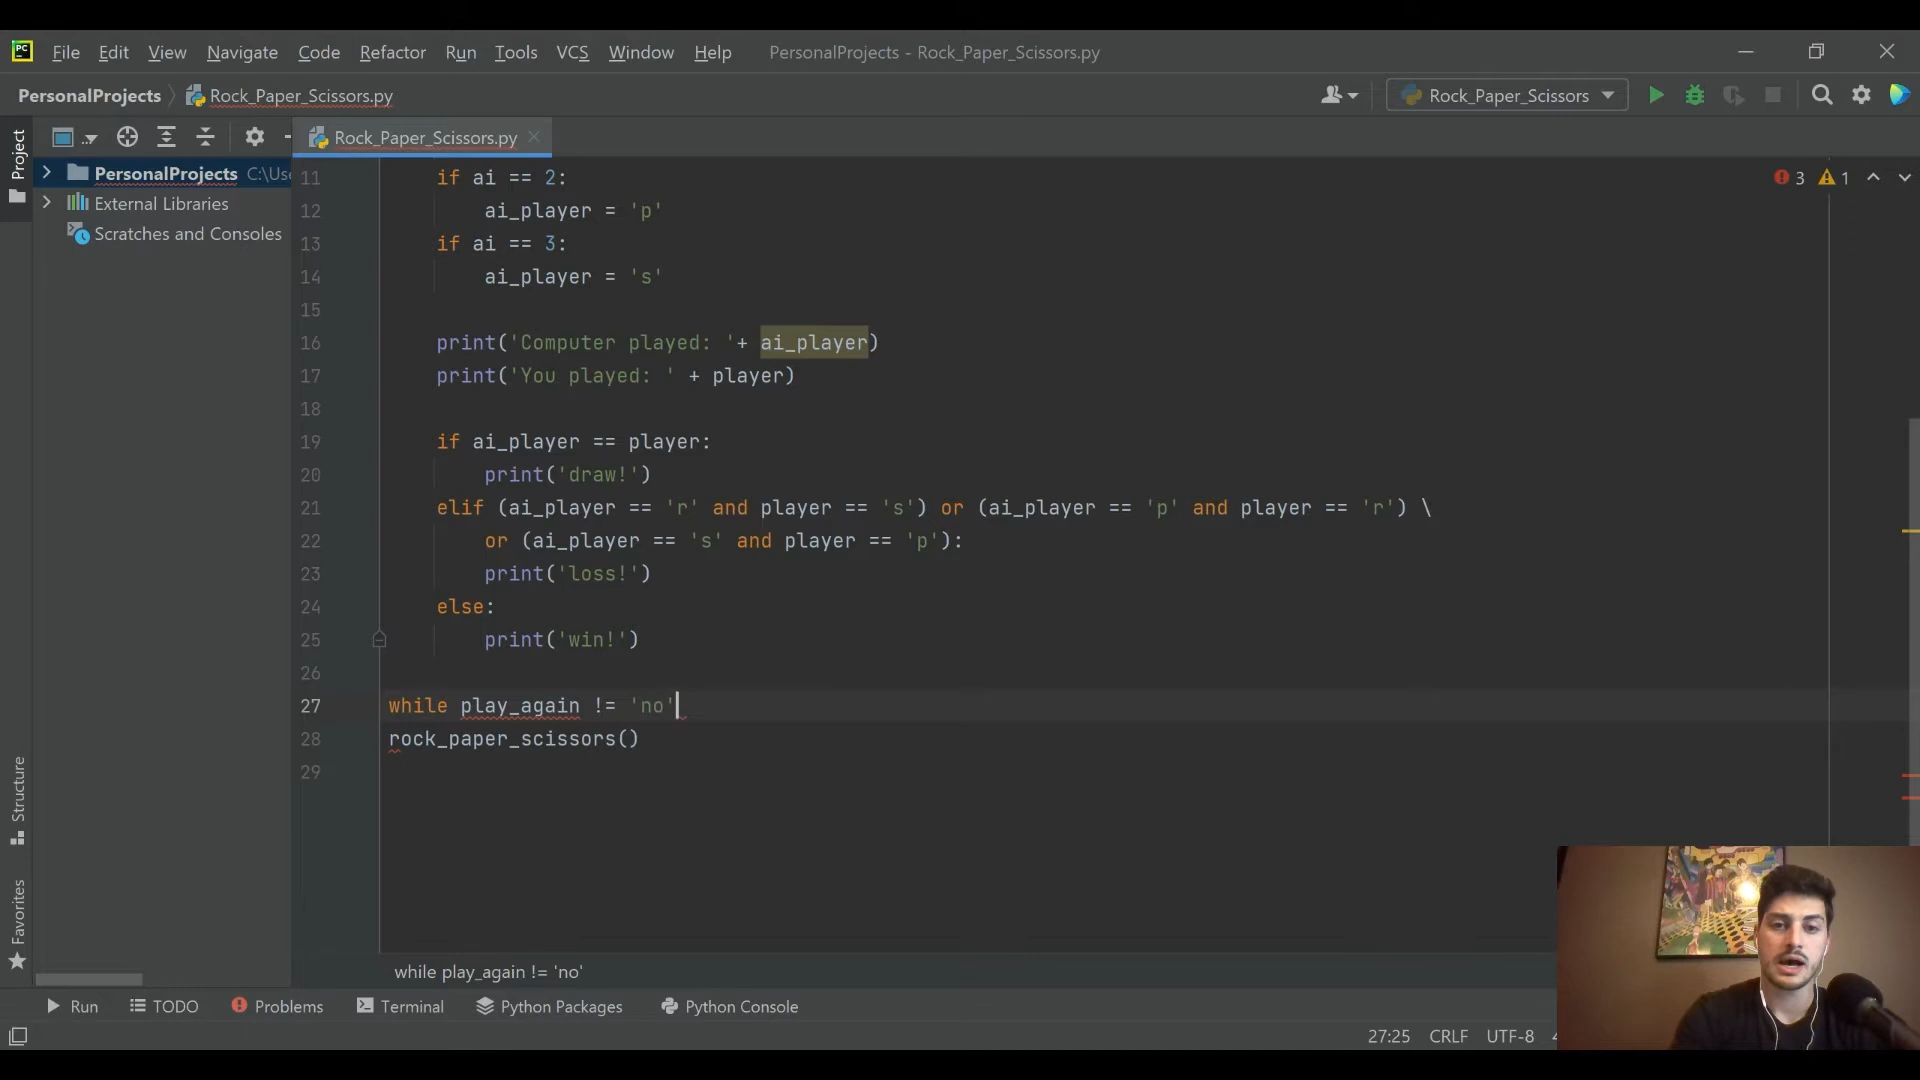 PC File Edit View Navigate Code Refactor Run Tools VCS Window Help PersonalProjects - Rock_Paper_Scissors.py
PersonalProjects Rock_Paper_Scissors.py Rock_Paper_Scissors
Rock_Paper_Scissors.py
Project
PersonalProjects C:\Use
External Libraries
Scratches and Consoles
3 1
11 if ai == 2:
12 ai_player = 'p'
13 if ai == 3:
14 ai_player = 's'
15
16 print('Computer played: '+ ai_player)
17 print('You played: ' + player)
18
19 if ai_player == player:
20 print('draw!')
21 elif (ai_player == 'r' and player == 's') or (ai_player == 'p' and player == 'r') \
22 or (ai_player == 's' and player == 'p'):
23 print('loss!')
24 else:
25 print('win!')
26
27 while play_again != 'no'
28 rock_paper_scissors()
29
Structure
Favorites
while play_again != 'no'
Run TODO Problems Terminal Python Packages Python Console
27:25 CRLF UTF-8